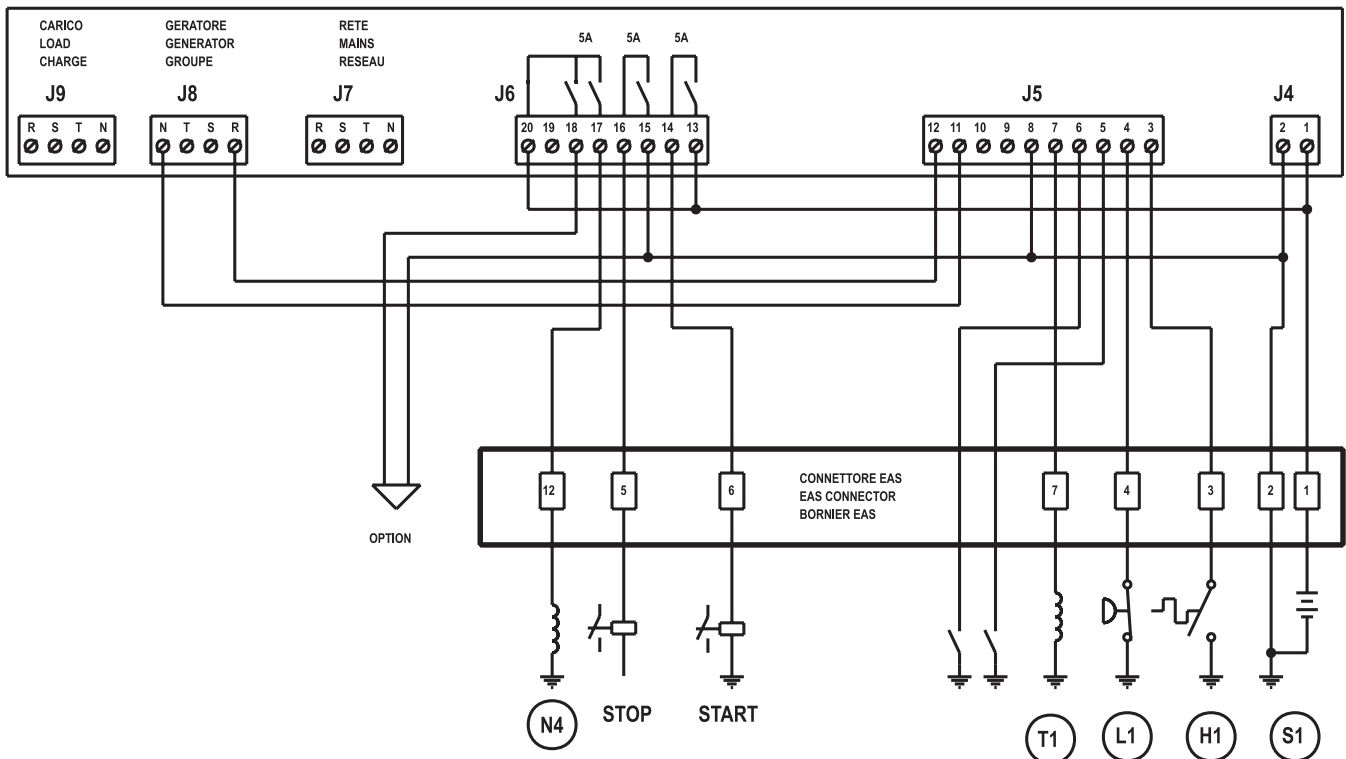 CARICO
LOAD
CHARGE
GERATORE
GENERATOR
GROUPE
RETE
MAINS
RESEAU
5A 5A 5A
J9 J8 J7 J6 J5 J4
R S T N
N T S R
R S T N
20 19 18 17 16 15 14 13
12 11 10 9 8 7 6 5 4 3
2 1
12 5 6
CONNETTORE EAS
EAS CONNECTOR
BORNIER EAS
7 4 3 2 1
OPTION
N4 STOP START T1 L1 H1 S1